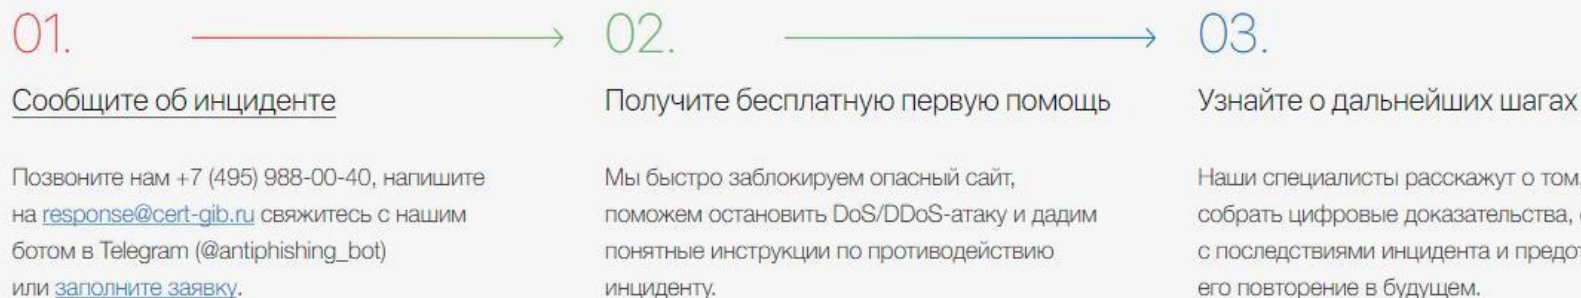 01.
Сообщите об инциденте
Позвоните нам +7 (495) 988-00-40, напишите
на response@cert-gib.ru свяжитесь с нашим
ботом в Telegram (@antiphishing_bot)
или заполните заявку.
02.
Получите бесплатную первую помощь
Мы быстро заблокируем опасный сайт,
поможем остановить DoS/DDoS-атаку и дадим
понятные инструкции по противодействию
инциденту.
03.
Узнайте о дальнейших шагах
Наши специалисты расскажут о том,
собрать цифровые доказательства,
с последствиями инцидента и
его повторение в будущем.